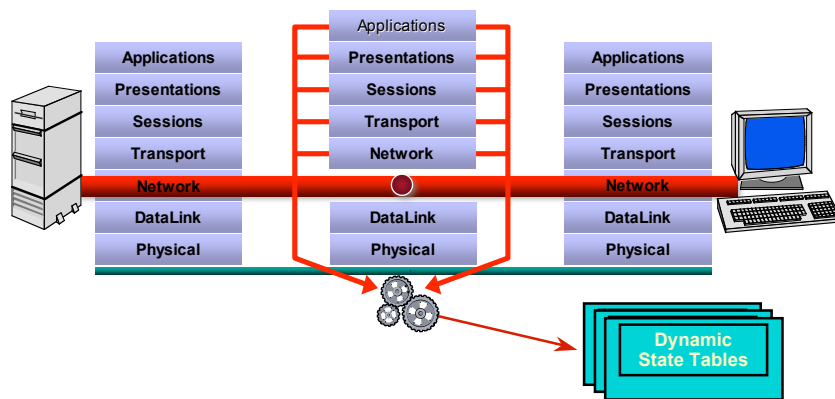 Applications
Presentations
Sessions
Transport
Network
DataLink
Physical
Applications
Presentations
Sessions
Transport
Network
DataLink
Physical
Applications
Presentations
Sessions
Transport
Network
DataLink
Physical
Dynamic
State Tables